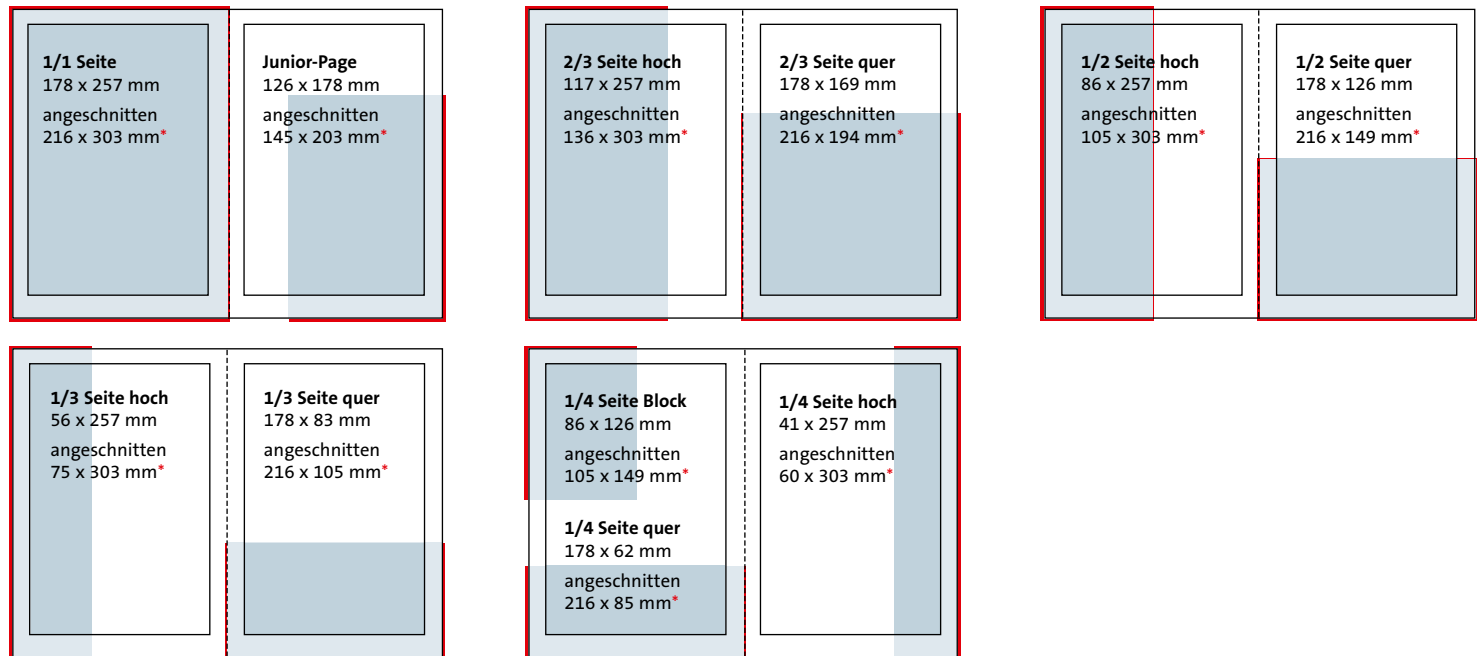 1/1 Seite
178 x 257 mm
angeschnitten
216 x 303 mm*
Junior-Page
126 x 178 mm
angeschnitten
145 x 203 mm*
2/3 Seite hoch
117 x 257 mm
angeschnitten
136 x 303 mm*
2/3 Seite quer
178 x 169 mm
angeschnitten
216 x 194 mm*
1/2 Seite hoch
86 x 257 mm
angeschnitten
105 x 303 mm*
1/2 Seite quer
178 x 126 mm
angeschnitten
216 x 149 mm*
1/3 Seite hoch
56 x 257 mm
angeschnitten
75 x 303 mm*
1/3 Seite quer
178 x 83 mm
angeschnitten
216 x 105 mm*
1/4 Seite Block
86 x 126 mm
angeschnitten
105 x 149 mm*
1/4 Seite quer
178 x 62 mm
angeschnitten
216 x 85 mm*
1/4 Seite hoch
41 x 257 mm
angeschnitten
60 x 303 mm*